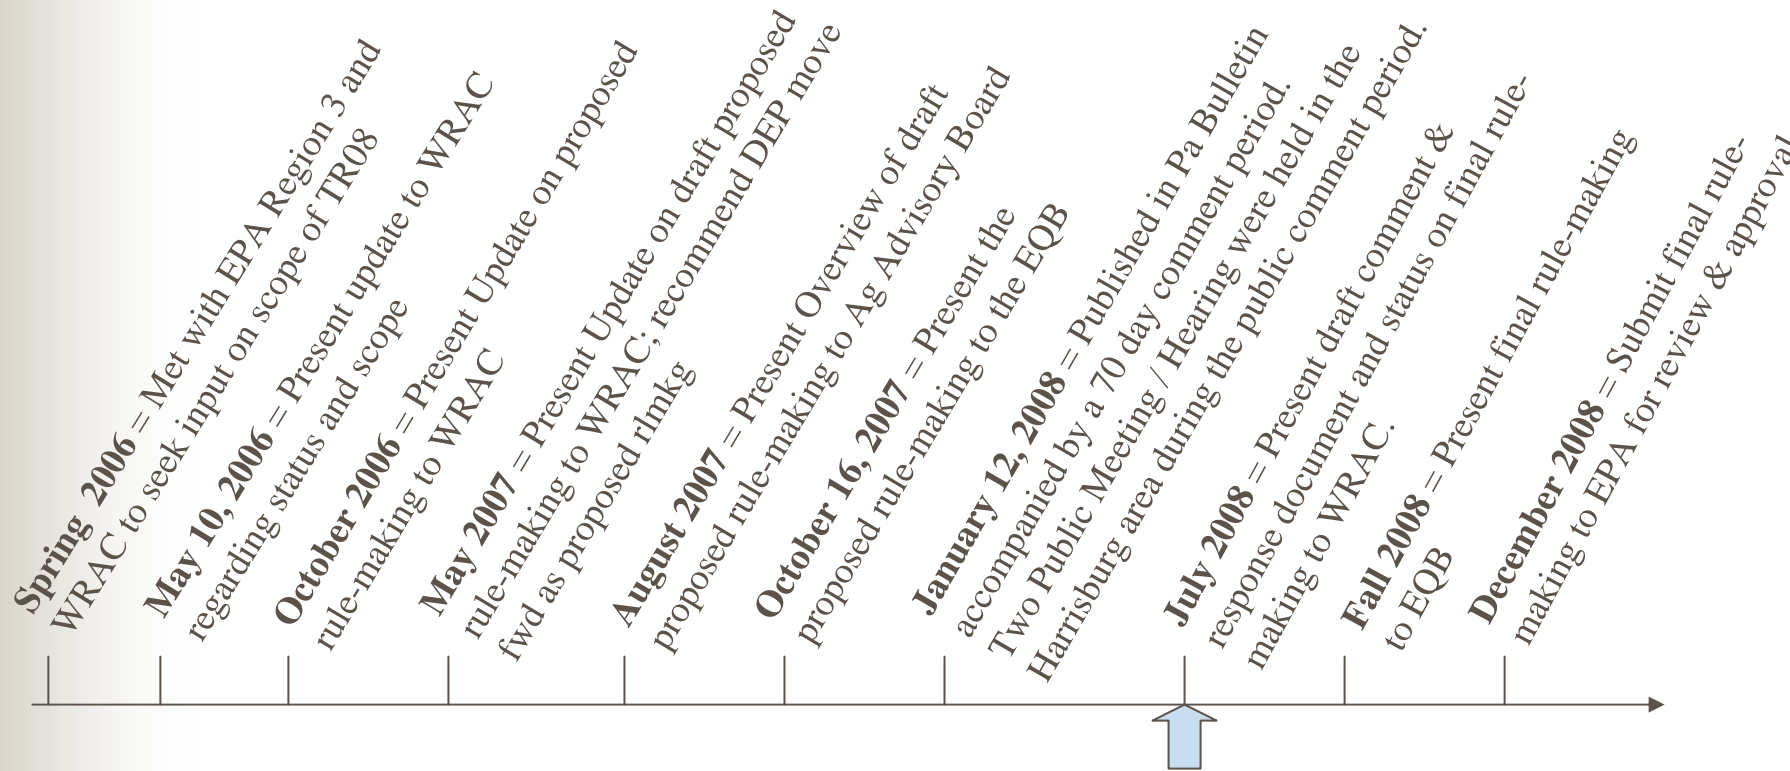 Spring 2006 = Met with EPA Region 3 and
WRAC to seek input on scope of TR08
May 10, 2006 = Present update to WRAC
regarding status and scope
October 2006 = Present Update on proposed
rule-making to WRAC
May 2007 = Present Update on draft proposed
rule-making to WRAC; recommend DEP move
fwd as proposed rlmkg
August 2007 = Present Overview of draft
proposed rule-making to Ag Advisory Board
October 16, 2007 = Present the
proposed rule-making to the EQB
January 12, 2008 = Published in Pa Bulletin
accompanied by a 70 day comment period.
Two Public Meeting / Hearing were held in the
Harrisburg area during the public comment period.
July 2008 = Present draft comment &
response document and status on final rule-
making to WRAC.
Fall 2008 = Present final rule-making
to EQB
December 2008 = Submit final rule-
making to EPA for review & approval